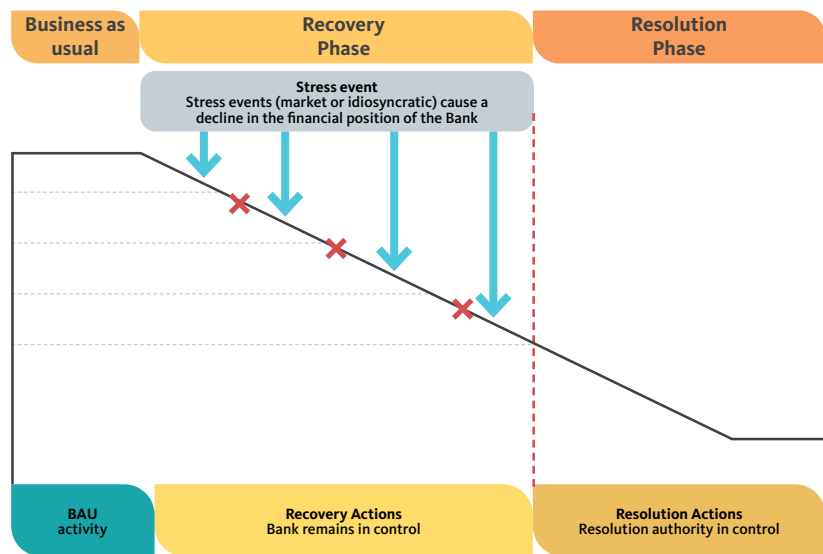 Business as
usual
Recovery
Phase
Resolution
Phase
Stress event
Stress events (market or idiosyncratic) cause a
decline in the financial position of the Bank
BAU
activity
Recovery Actions
Bank remains in control
Resolution Actions
Resolution authority in control